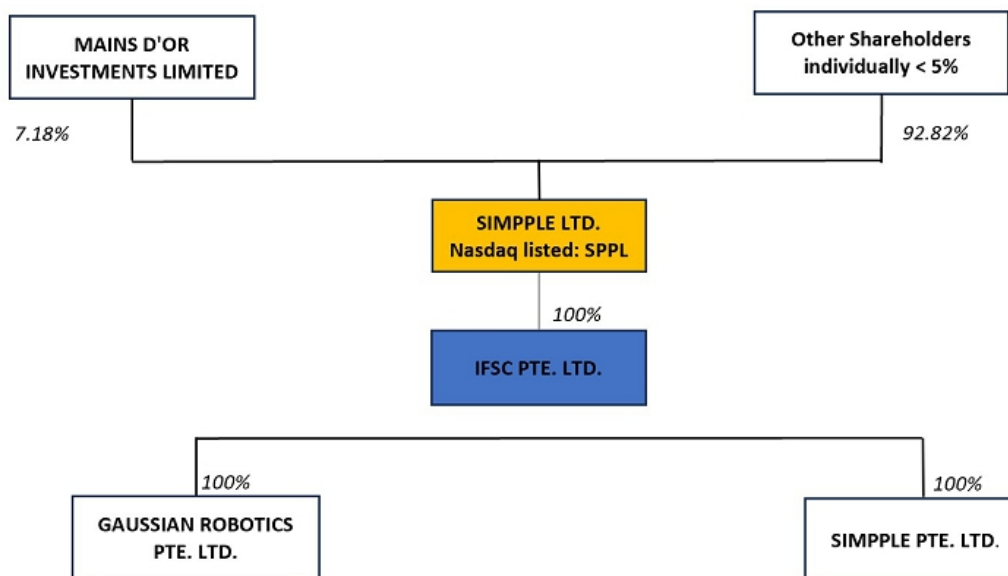 MAINS D'OR
INVESTMENTS LIMITED
Other Shareholders
individually < 5%
7.18%
92.82%
SIMPPLE LTD.
Nasdaq listed: SPPL
100%
IFSC PTE. LTD.
100%
100%
GAUSSIAN ROBOTICS
PTE. LTD.
SIMPPLE PTE. LTD.